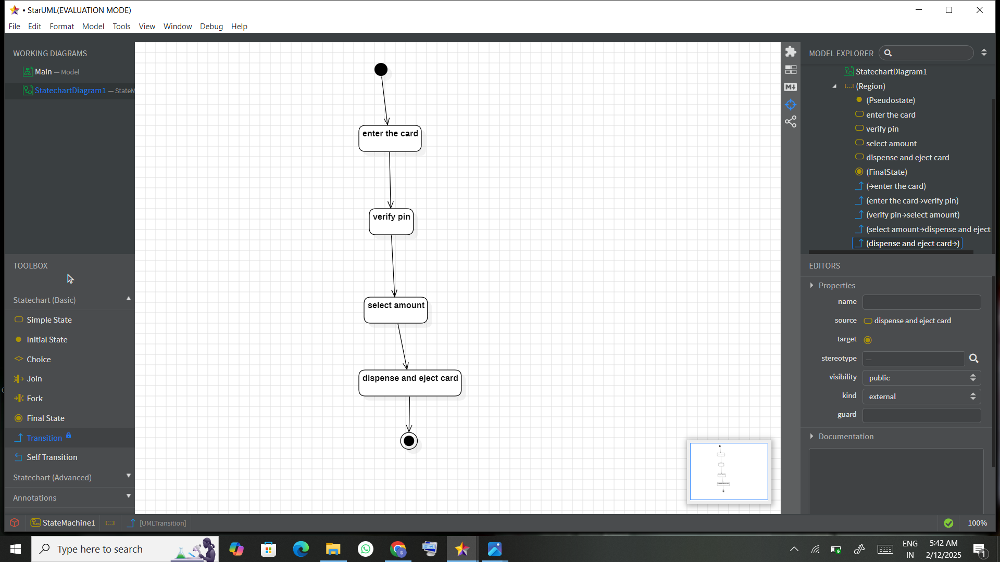 • StarUML(EVALUATION MODE)
File Edit Format Model Tools View Window Debug Help
WORKING DIAGRAMS
Main — Model
StatechartDiagram1 — StateM
TOOLBOX
Statechart (Basic)
Simple State
Initial State
Choice
Join
Fork
Final State
Transition
Self Transition
Statechart (Advanced)
Annotations
enter the card
verify pin
select amount
dispense and eject card
M
MODEL EXPLORER
StatechartDiagram1
(Region)
(Pseudostate)
enter the card
verify pin
select amount
dispense and eject card
(FinalState)
(→enter the card)
(enter the card→verify pin)
(verify pin→select amount)
(select amount→dispense and eject
(dispense and eject card→)
EDITORS
Properties
name
source dispense and eject card
target
stereotype —
visibility public
kind external
guard
Documentation
StateMachine1 [UMLTransition] 100%
Type here to search
ENG
IN
5:42 AM
2/12/2025
1